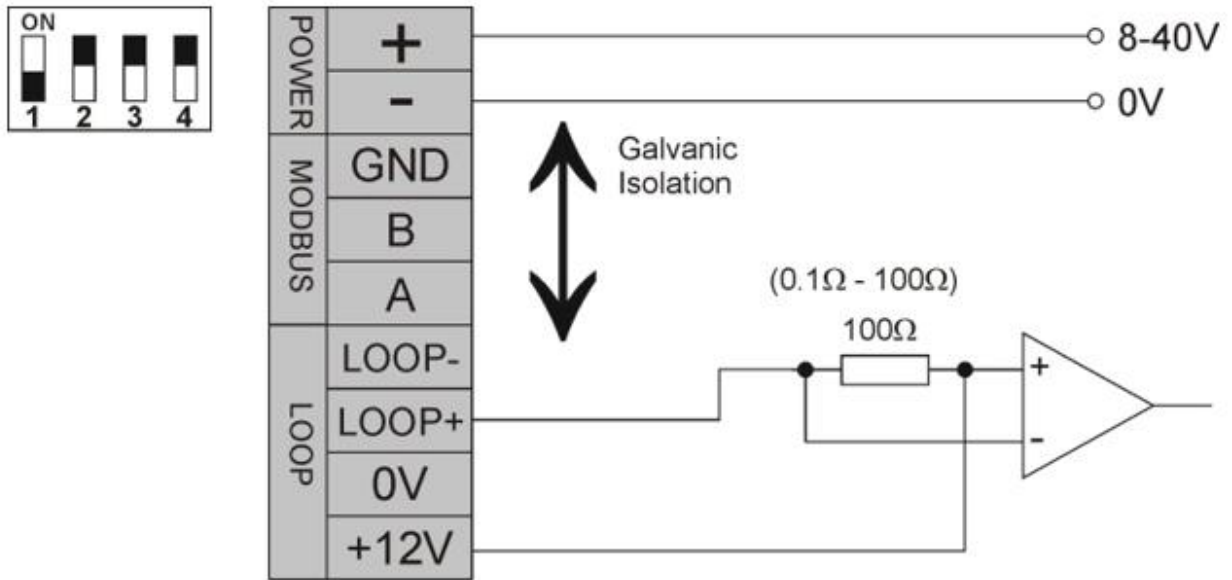 ON
1 2 3 4
POWER
+
-
8-40V
0V
MODBUS
GND
B
A
Galvanic
Isolation
(0.1Ω - 100Ω)
100Ω
+
-
LOOP
LOOP-
LOOP+
0V
+12V